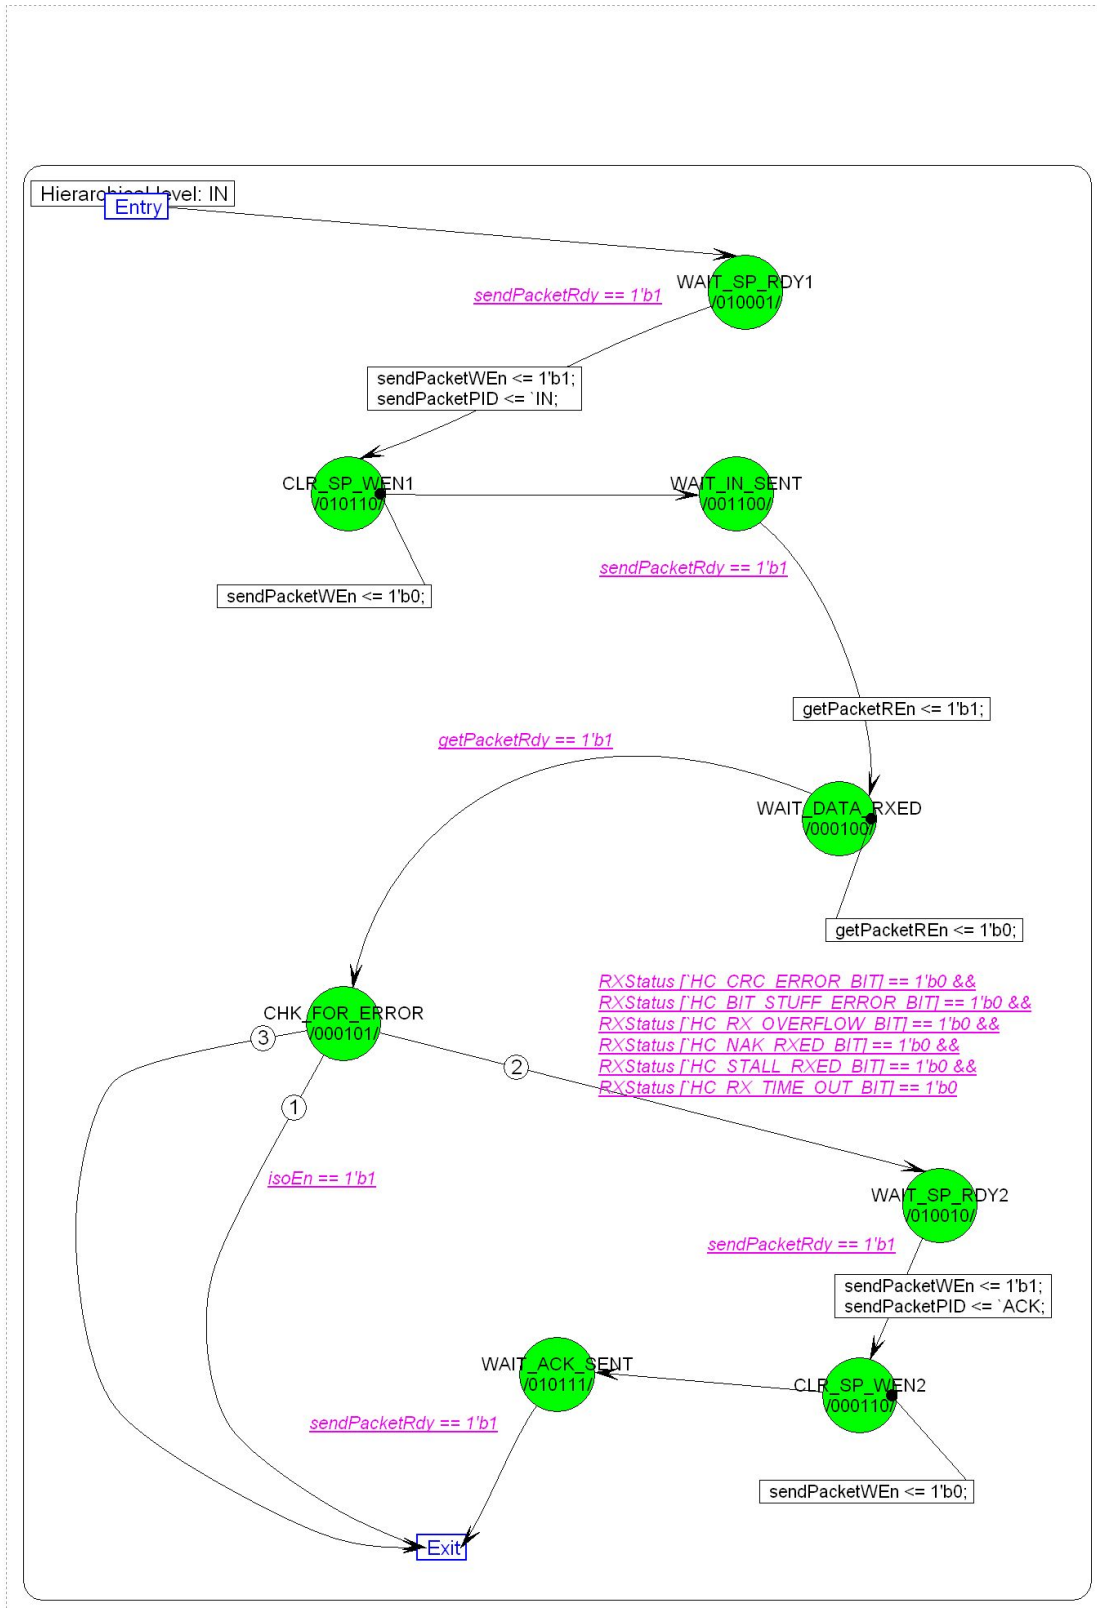 Hierarchical level: IN
Entry
WAIT_SP_RDY1
/010001/
sendPacketRdy == 1'b1
sendPacketWEn <= 1'b1;
sendPacketPID <= `IN;
CLR_SP_WEN1
/010110/
WAIT_IN_SENT
/001100/
sendPacketRdy == 1'b1
sendPacketWEn <= 1'b0;
getPacketREn <= 1'b1;
getPacketRdy == 1'b1
WAIT_DATA_RXED
/000100/
getPacketREn <= 1'b0;
RXStatus [`HC_CRC_ERROR_BIT] == 1'b0 &&
RXStatus [`HC_BIT_STUFF_ERROR_BIT] == 1'b0 &&
RXStatus [`HC_RX_OVERFLOW_BIT] == 1'b0 &&
RXStatus [`HC_NAK_RXED_BIT] == 1'b0 &&
RXStatus [`HC_STALL_RXED_BIT] == 1'b0 &&
RXStatus [`HC_RX_TIME_OUT_BIT] == 1'b0
CHK_FOR_ERROR
/000101/
3
2
1
isoEn == 1'b1
WAIT_SP_RDY2
/010010/
sendPacketRdy == 1'b1
sendPacketWEn <= 1'b1;
sendPacketPID <= `ACK;
WAIT_ACK_SENT
/010111/
CLR_SP_WEN2
/000110/
sendPacketRdy == 1'b1
sendPacketWEn <= 1'b0;
Exit